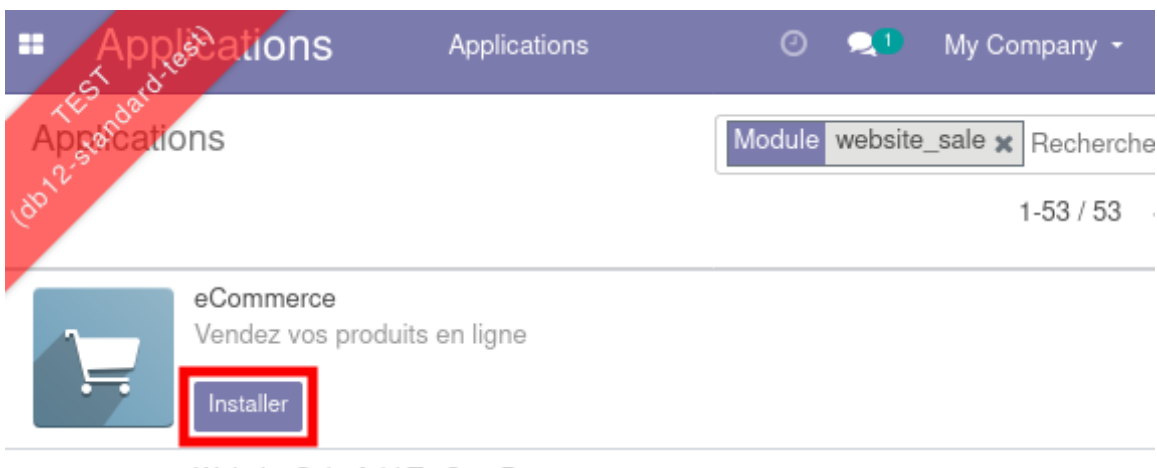 Applications
Applications
1
My Company
TEST
(db12-standard-test)
Applications
Module website_sale Recherche
1-53 / 53
eCommerce
Vendez vos produits en ligne
Installer